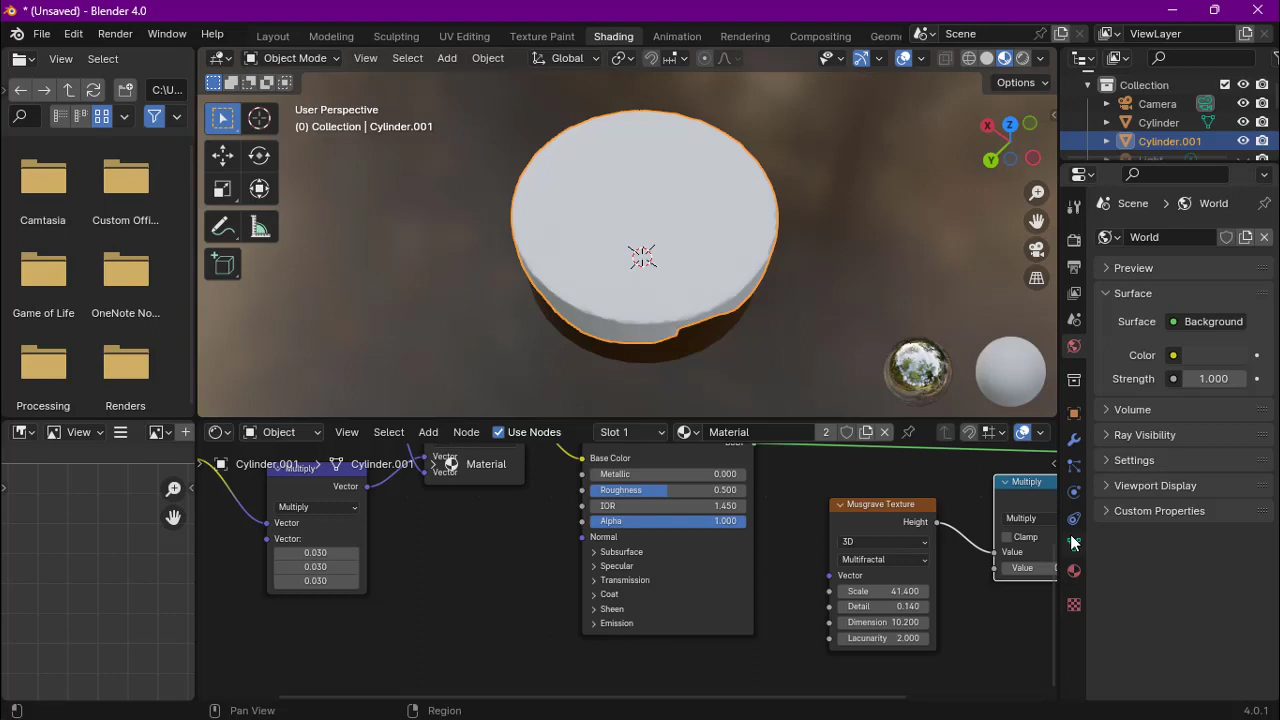 * (Unsaved) - Blender 4.0
File Edit Render Window Help
Layout Modeling Sculpting UV Editing Texture Paint Shading Animation Rendering Compositing Geom
Scene
ViewLayer
View Select
C:\U...
Object Mode View Select Add Object Global
Options
User Perspective
(0) Collection | Cylinder.001
X Y Z
Camtasia Custom Offi...
Game of Life OneNote No...
Processing Renders
Collection
Camera
Cylinder
Cylinder.001
Scene > World
World
Preview
Surface
Surface Background
Color
Strength 1.000
Volume
Ray Visibility
Settings
Viewport Display
Custom Properties
View
Object View Select Add Node Use Nodes Slot 1 Material 2
Cylinder.001 > Cylinder.001 > Material
Multiply
Vector
Multiply
Vector
Vector:
0.030
0.030
0.030
Vector
Vector
Base Color
Metallic 0.000
Roughness 0.500
IOR 1.450
Alpha 1.000
Normal
Subsurface
Specular
Transmission
Coat
Sheen
Emission
Musgrave Texture
Height
3D
Multifractal
Vector
Scale 41.400
Detail 0.140
Dimension 10.200
Lacunarity 2.000
Multiply
Multiply
Clamp
Value
Value
Pan View Region 4.0.1